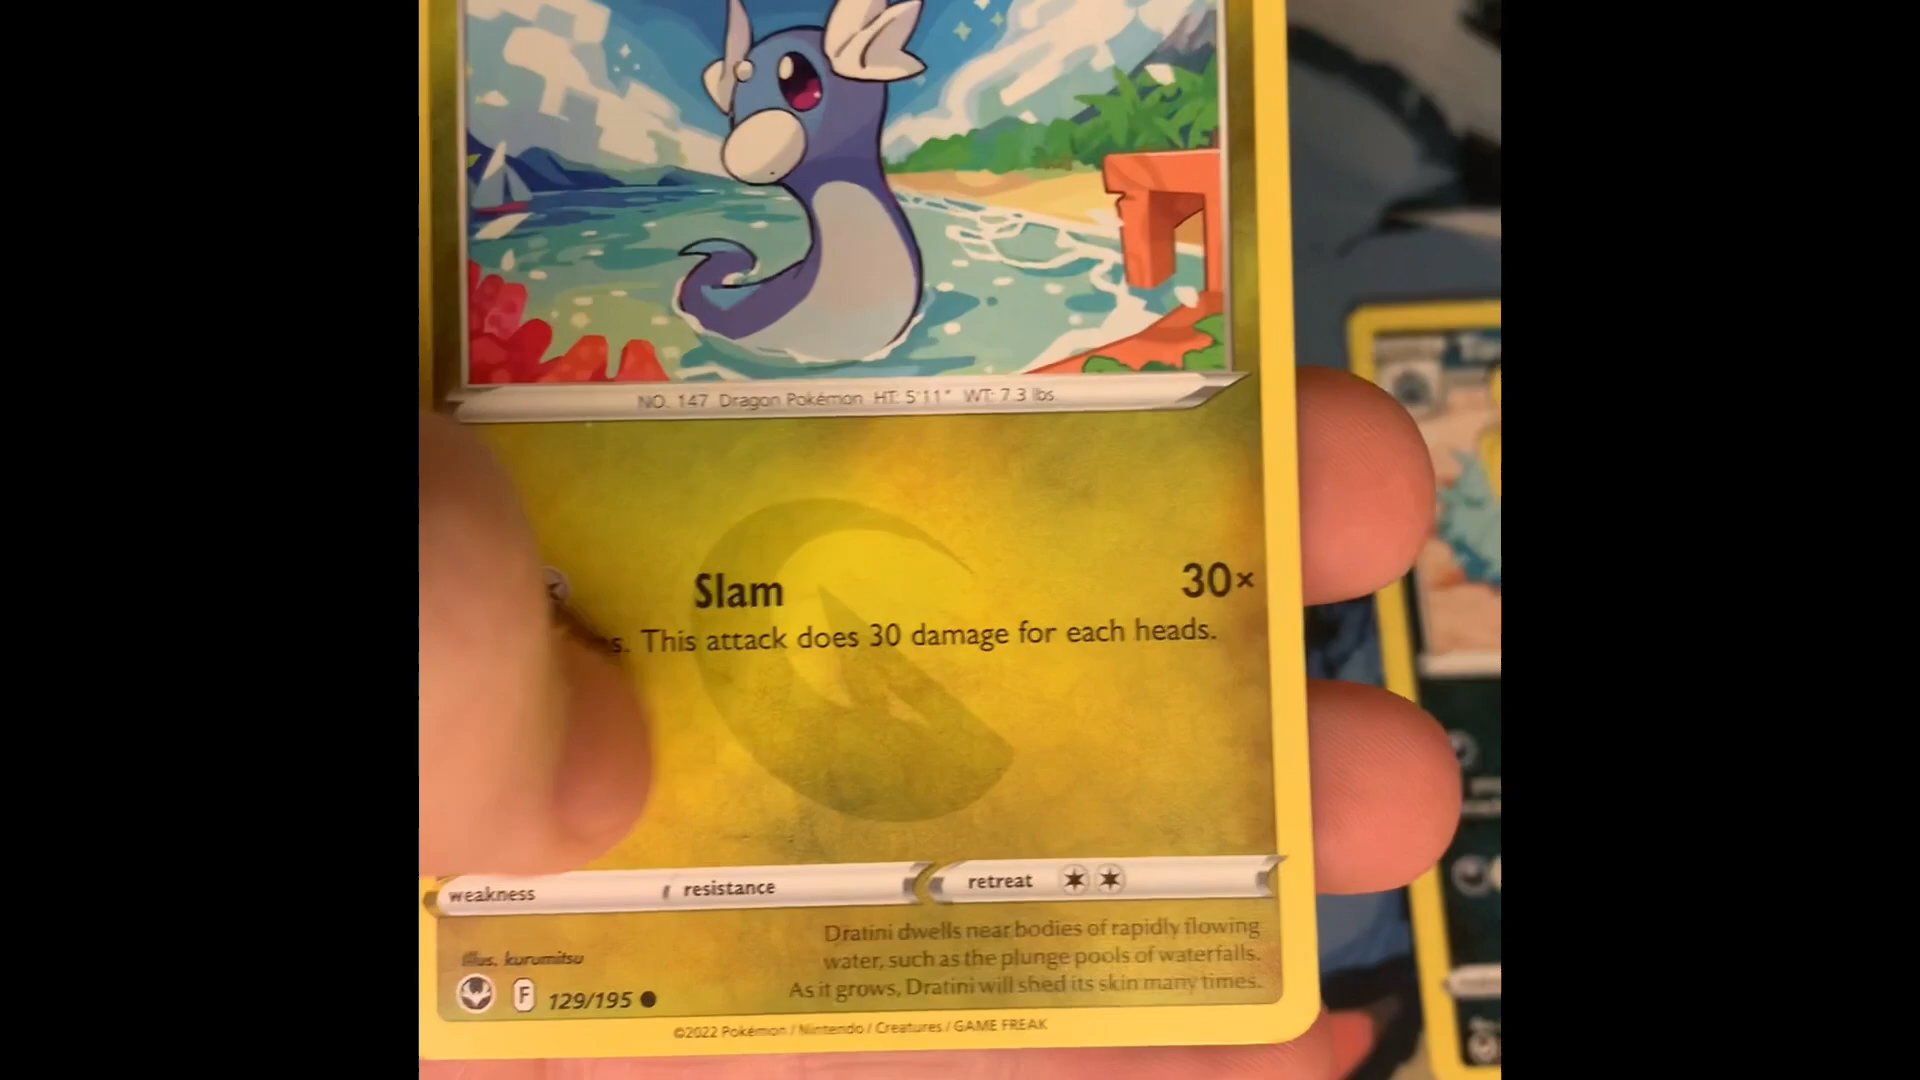 NO. 147 Dragon Pokémon HT: 5'11" WT: 7.3 lbs.
Slam 30×
s. This attack does 30 damage for each heads.
weakness resistance retreat
Dratini dwells near bodies of rapidly flowing
water, such as the plunge pools of waterfalls.
As it grows, Dratini will shed its skin many times.
Illus. kurumitsu
F 129/195
©2022 Pokémon / Nintendo / Creatures / GAME FREAK